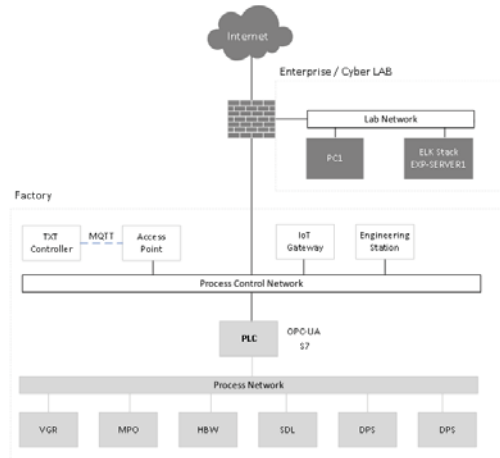 Internet
Enterprise / Cyber LAB
Lab Network
PC1
ELK Stack
EXP-SERVER1
Factory
TXT
Controller
MQTT
Access
Point
IoT
Gateway
Engineering
Station
Process Control Network
PLC
OPC-UA
S7
Process Network
VGR
MPO
HBW
SDL
DPS
DPS